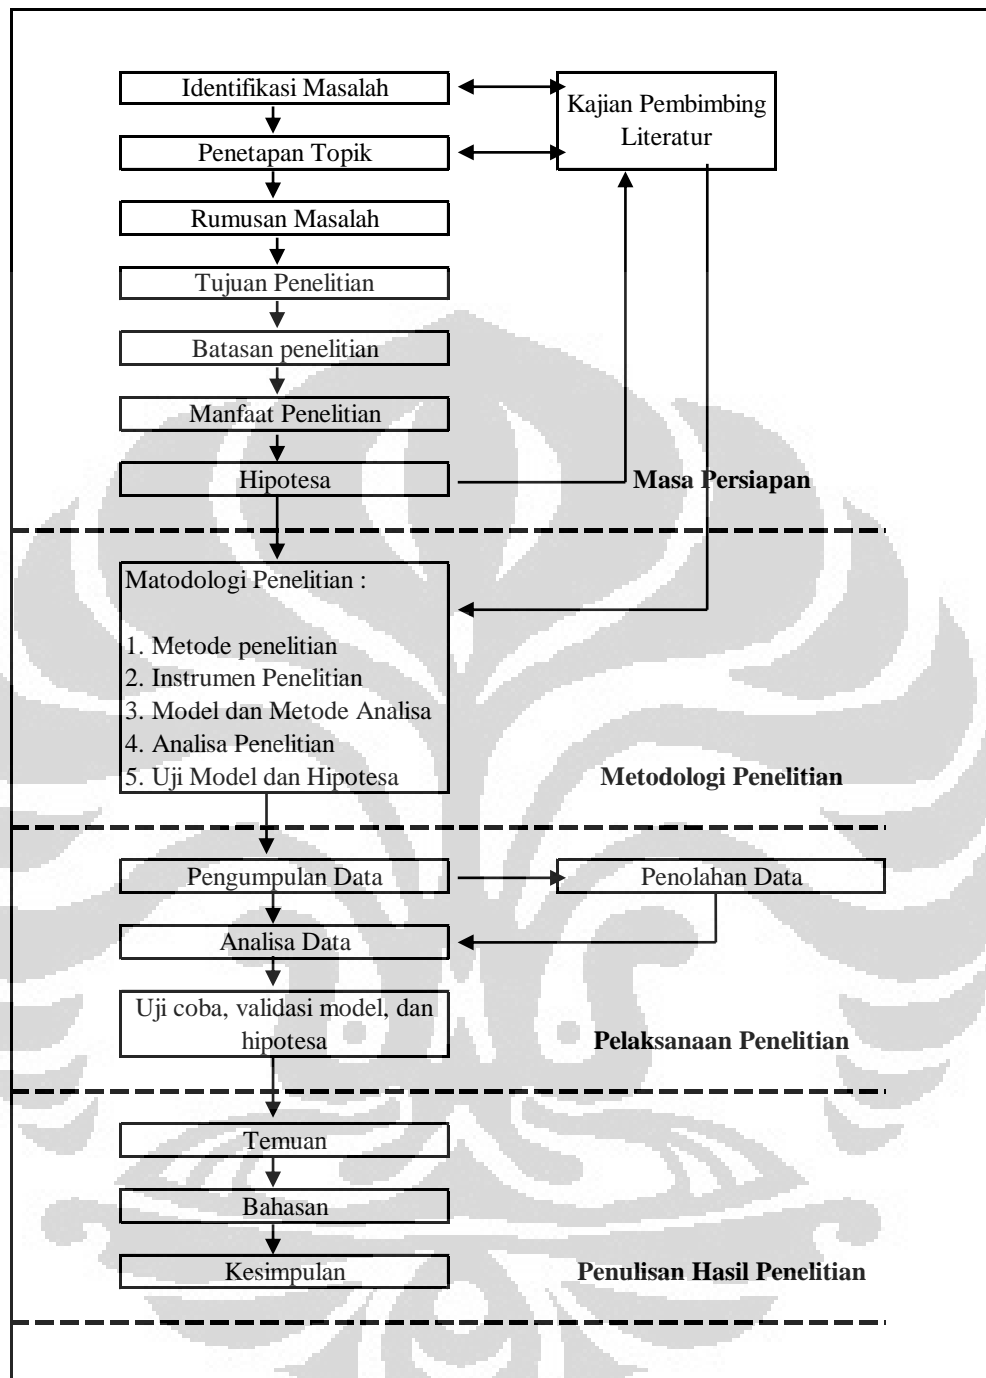 Identifikasi Masalah
Kajian Pembimbing
Literatur
Penetapan Topik
Rumusan Masalah
Tujuan Penelitian
Batasan penelitian
Manfaat Penelitian
Hipotesa
Masa Persiapan
Matodologi Penelitian :
1. Metode penelitian
2. Instrumen Penelitian
3. Model dan Metode Analisa
4. Analisa Penelitian
5. Uji Model dan Hipotesa
Metodologi Penelitian
Pengumpulan Data
Penolahan Data
Analisa Data
Uji coba, validasi model, dan
hipotesa
Pelaksanaan Penelitian
Temuan
Bahasan
Kesimpulan
Penulisan Hasil Penelitian